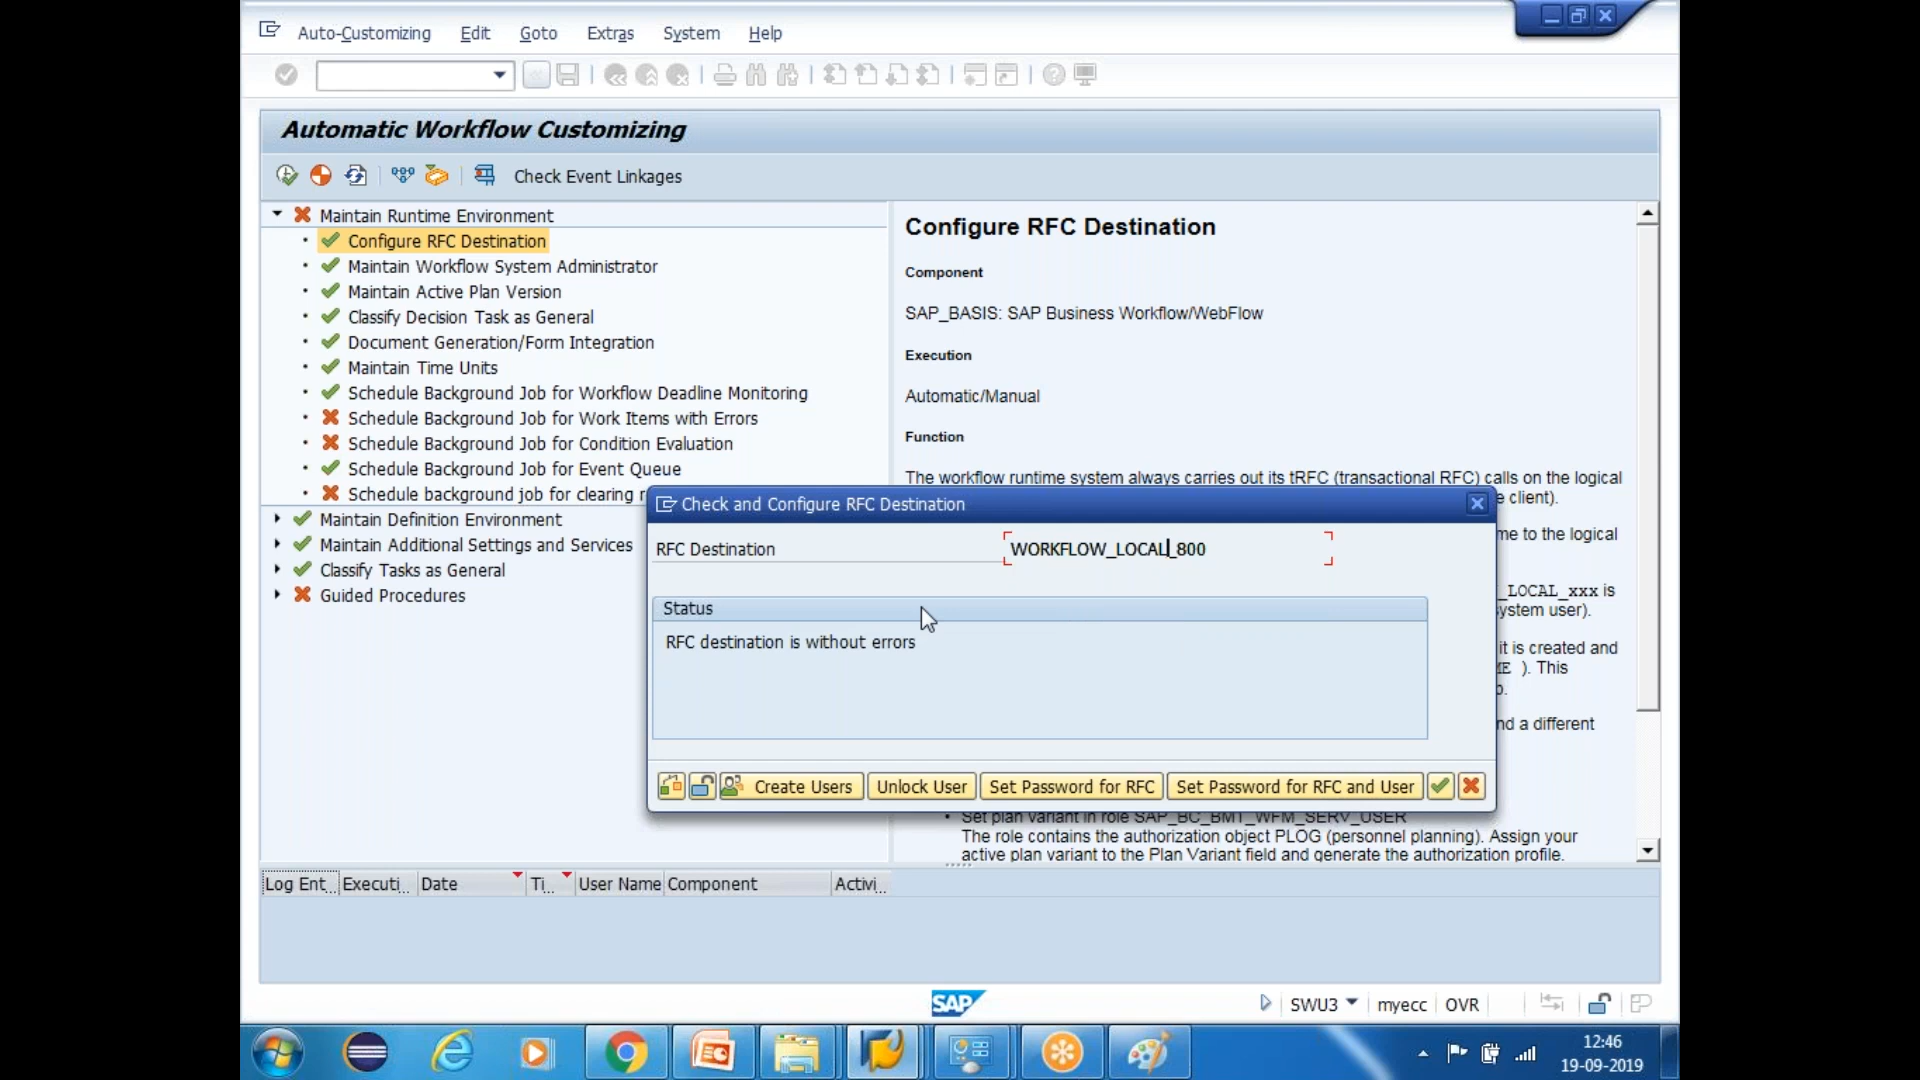 Auto-Customizing Edit Goto Extras System Help
Automatic Workflow Customizing
Check Event Linkages
Maintain Runtime Environment
Configure RFC Destination
Maintain Workflow System Administrator
Maintain Active Plan Version
Classify Decision Task as General
Document Generation/Form Integration
Maintain Time Units
Schedule Background Job for Workflow Deadline Monitoring
Schedule Background Job for Work Items with Errors
Schedule Background Job for Condition Evaluation
Schedule Background Job for Event Queue
Schedule background job for clearing
Maintain Definition Environment
Maintain Additional Settings and Services
Classify Tasks as General
Guided Procedures
Configure RFC Destination
Component
SAP_BASIS: SAP Business Workflow/WebFlow
Execution
Automatic/Manual
Function
The workflow runtime system always carries out its tRFC (transactional RFC) calls on the logical
e client).
me to the logical
_LOCAL_xxx is
system user).
it is created and
). This
nd a different
Check and Configure RFC Destination
RFC Destination WORKFLOW_LOCAL_800
Status
RFC destination is without errors
Create Users Unlock User Set Password for RFC Set Password for RFC and User
• Set plan variant in role SAP_BC_BMT_WFM_SERV_USER
The role contains the authorization object PLOG (personnel planning). Assign your
active plan variant to the Plan Variant field and generate the authorization profile.
Log Ent... Executi... Date Ti... User Name Component Activi...
SAP
SWU3 myecc OVR
12:46
19-09-2019